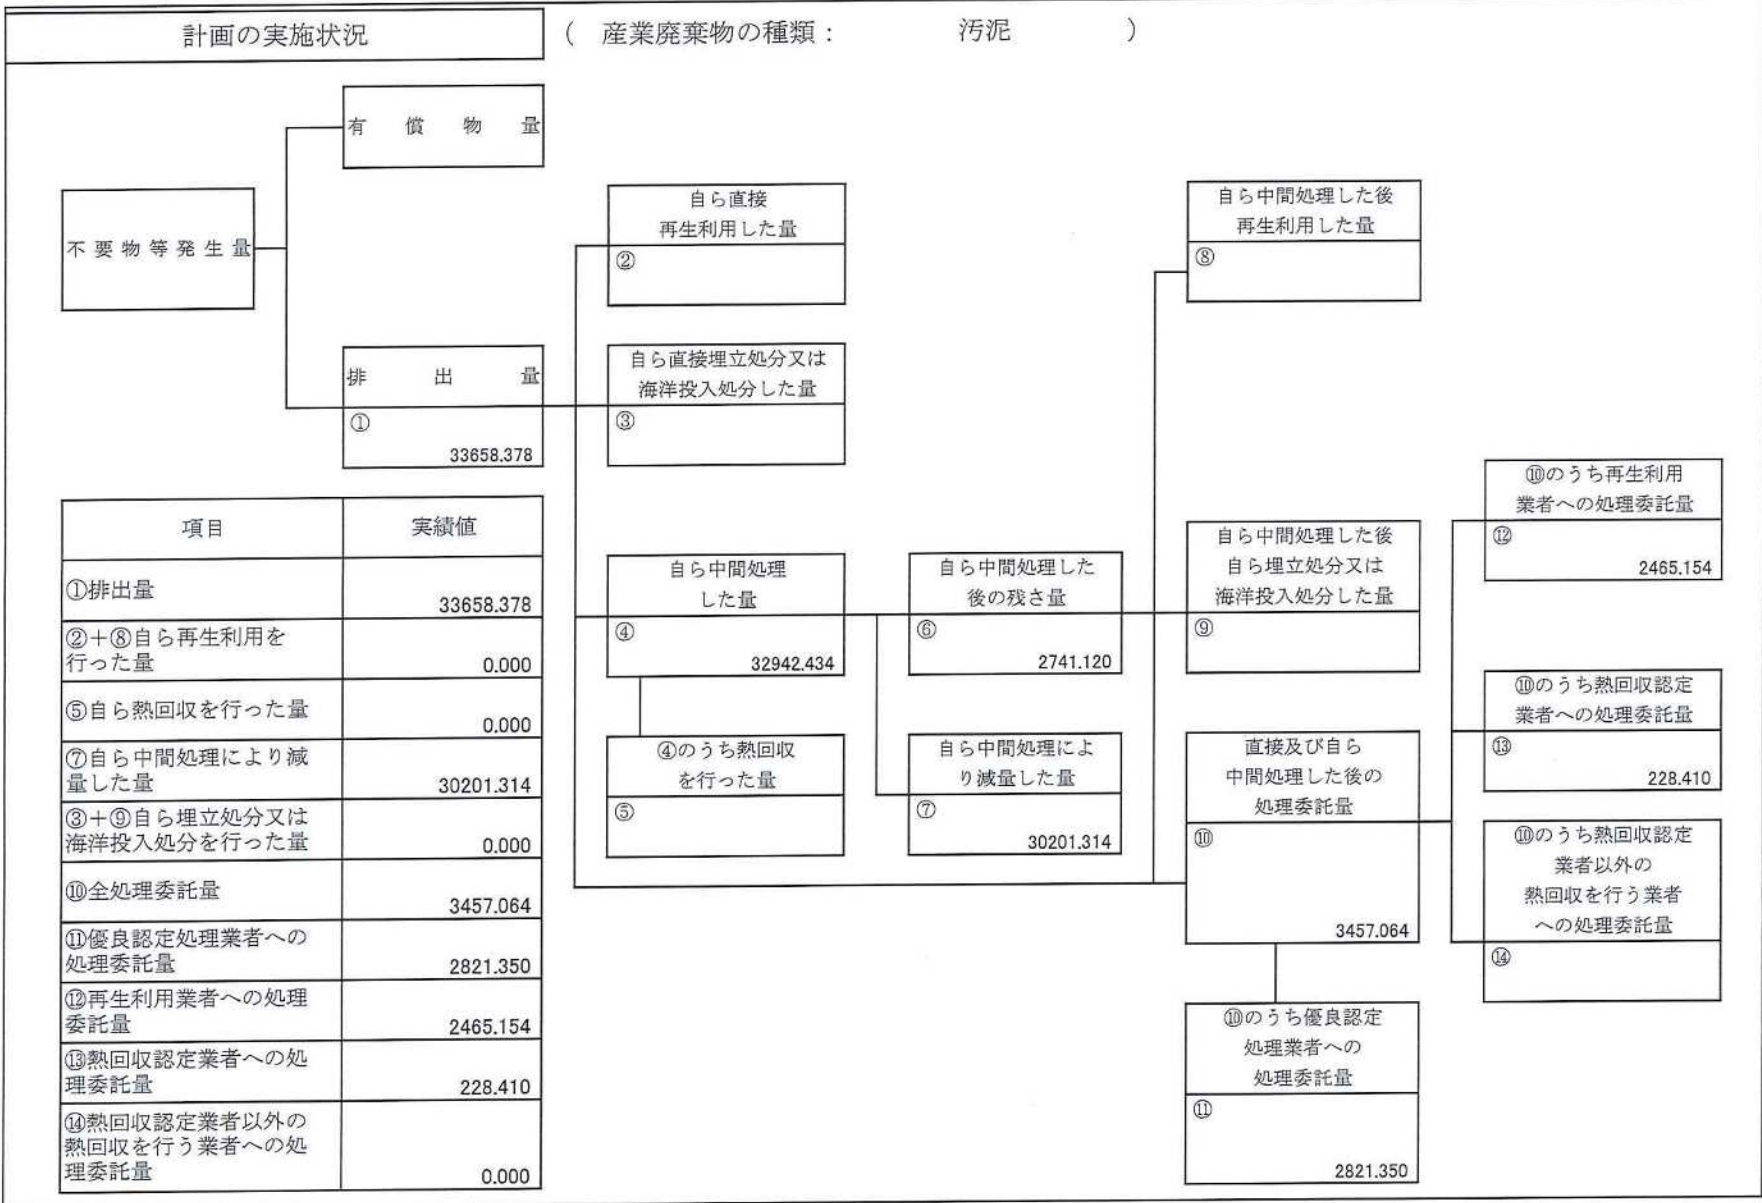 計画の実施状況
( 産業廃棄物の種類： 汚泥 )
有償物量
不要物等発生量
排出量
①
33658.378
自ら直接
再生利用した量
②
自ら直接埋立処分又は
海洋投入処分した量
③
自ら中間処理
した量
④
32942.434
④のうち熱回収
を行った量
⑤
自ら中間処理した
後の残さ量
⑥
2741.120
自ら中間処理によ
り減量した量
⑦
30201.314
自ら中間処理した後
再生利用した量
⑧
自ら中間処理した後
自ら埋立処分又は
海洋投入処分した量
⑨
直接及び自ら
中間処理した後の
処理委託量
⑩
3457.064
⑩のうち優良認定
処理業者への
処理委託量
⑪
2821.350
⑩のうち再生利用
業者への処理委託量
⑫
2465.154
⑩のうち熱回収認定
業者への処理委託量
⑬
228.410
⑩のうち熱回収認定
業者以外の
熱回収を行う業者
への処理委託量
⑭
項目 実績値
①排出量 33658.378
②＋⑧自ら再生利用を
行った量 0.000
⑤自ら熱回収を行った量 0.000
⑦自ら中間処理により減
量した量 30201.314
③＋⑨自ら埋立処分又は
海洋投入処分を行った量 0.000
⑩全処理委託量 3457.064
⑪優良認定処理業者への
処理委託量 2821.350
⑫再生利用業者への処理
委託量 2465.154
⑬熱回収認定業者への処
理委託量 228.410
⑭熱回収認定業者以外の
熱回収を行う業者への処
理委託量 0.000